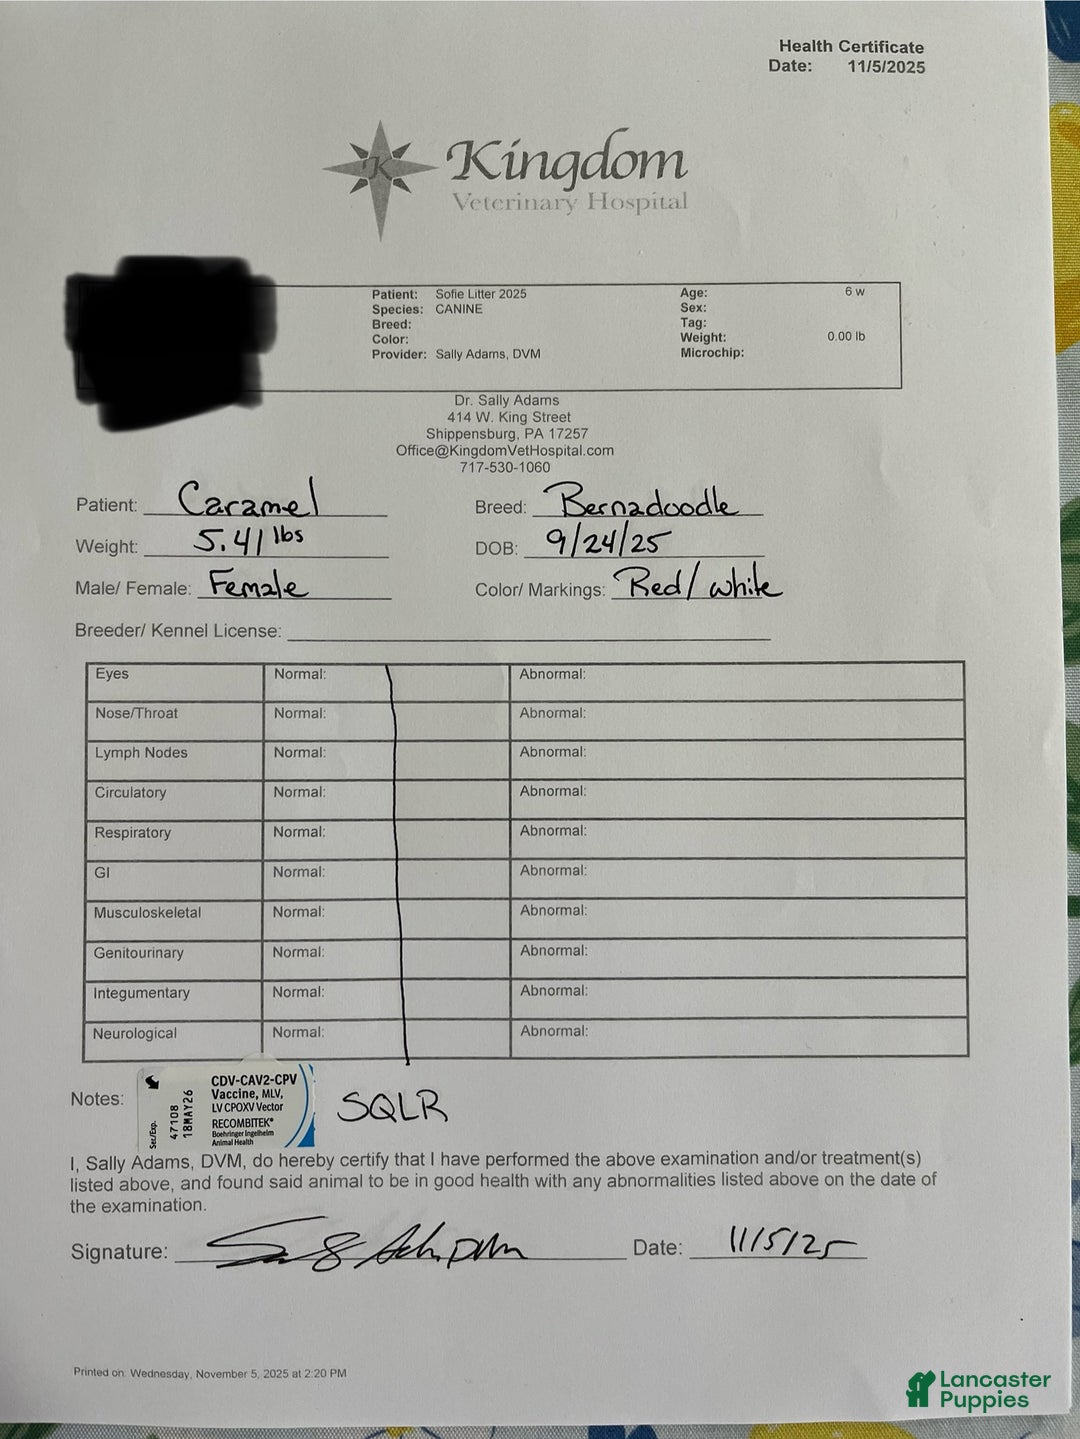 Health Certificate
Date: 11/5/2025
K
Kingdom
Veterinary Hospital
Patient: Sofie Litter 2025
Species: CANINE
Breed:
Color:
Provider: Sally Adams, DVM
Age: 6 w
Sex:
Tag:
Weight: 0.00 lb
Microchip:
Dr. Sally Adams
414 W. King Street
Shippensburg, PA 17257
Office@KingdomVetHospital.com
717-530-1060
Patient: Caramel Breed: Bernadoodle
Weight: 5.41 lbs DOB: 9/24/25
Male/ Female: Female Color/ Markings: Red/white
Breeder/ Kennel License:
Eyes Normal: Abnormal:
Nose/Throat Normal: Abnormal:
Lymph Nodes Normal: Abnormal:
Circulatory Normal: Abnormal:
Respiratory Normal: Abnormal:
GI Normal: Abnormal:
Musculoskeletal Normal: Abnormal:
Genitourinary Normal: Abnormal:
Integumentary Normal: Abnormal:
Neurological Normal: Abnormal:
Notes:
Ser/Exp.
47108
18MAY26
CDV-CAV2-CPV
Vaccine, MLV,
LV CPOXV Vector
RECOMBITEK®
Boehringer Ingelheim
Animal Health
SQLR
I, Sally Adams, DVM, do hereby certify that I have performed the above examination and/or treatment(s)
listed above, and found said animal to be in good health with any abnormalities listed above on the date of
the examination.
Signature: DVM Date: 11/5/25
Printed on: Wednesday, November 5, 2025 at 2:20 PM
Lancaster
Puppies